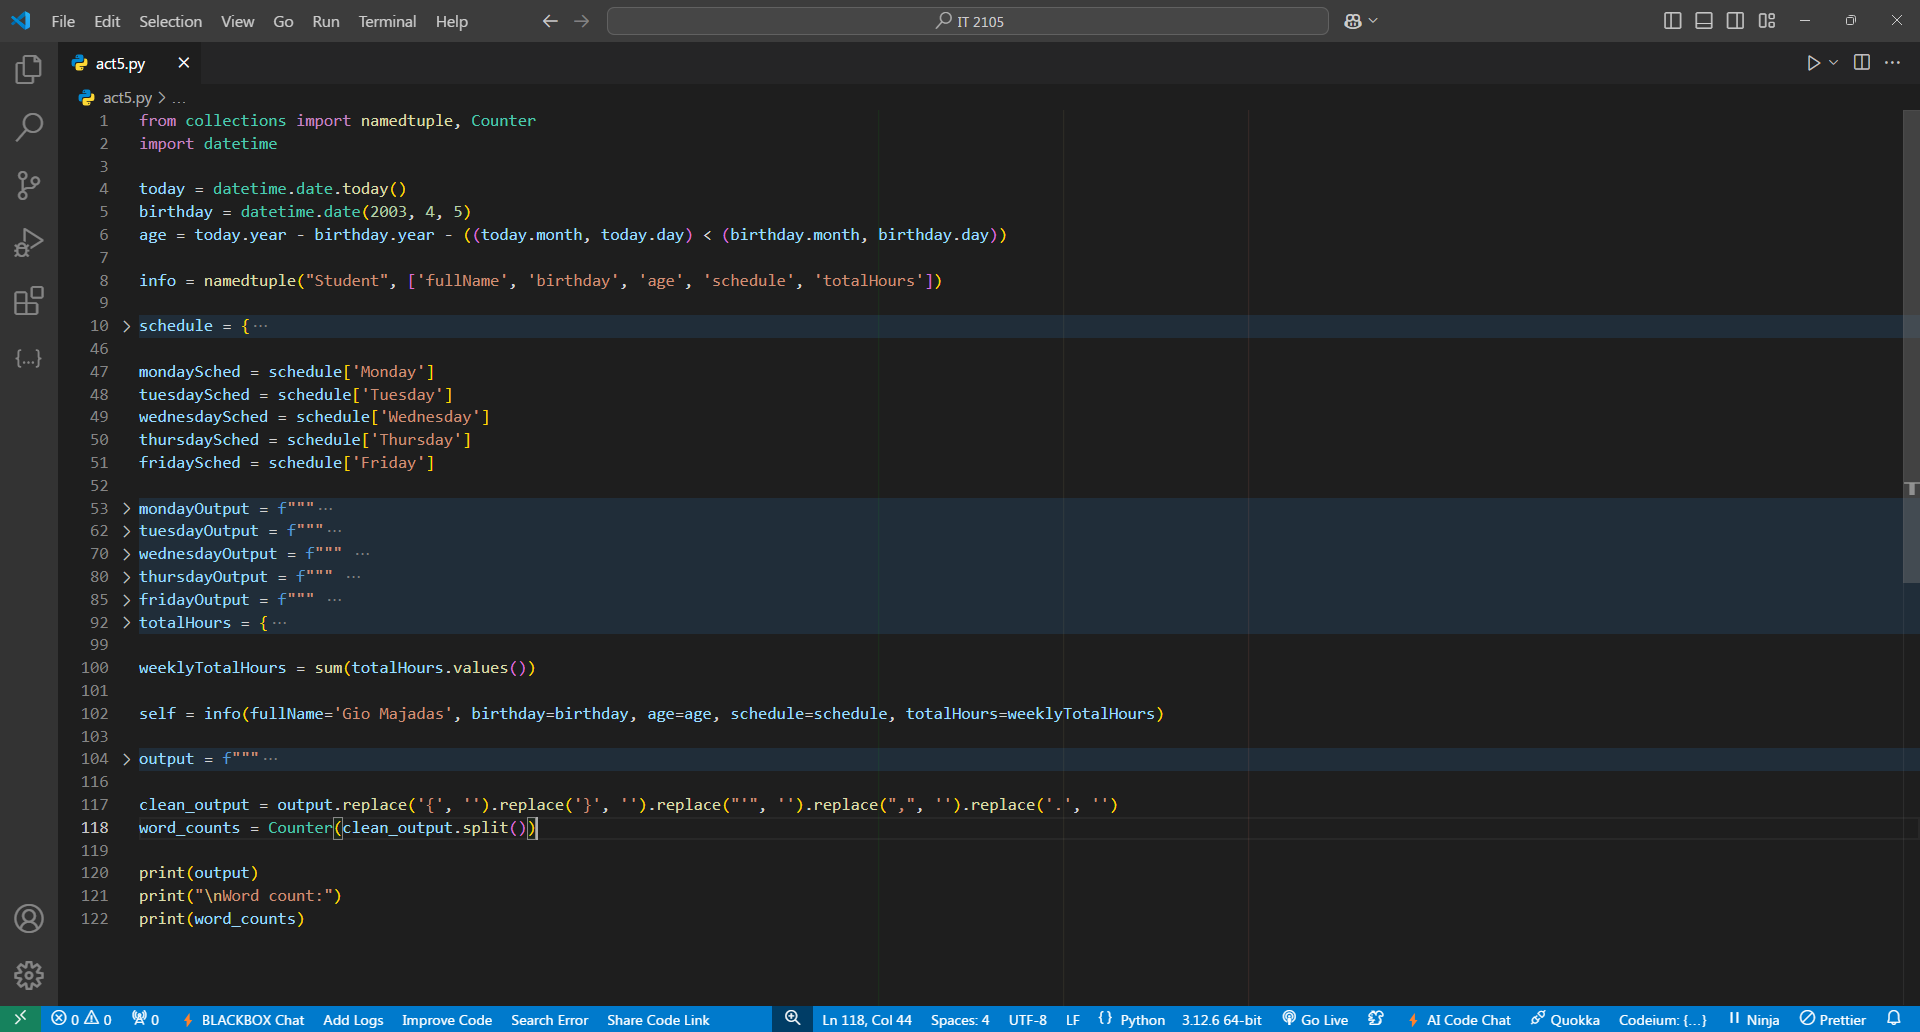 File Edit Selection View Go Run Terminal Help IT 2105
act5.py
act5.py > ...
1 from collections import namedtuple, Counter
2 import datetime
3
4 today = datetime.date.today()
5 birthday = datetime.date(2003, 4, 5)
6 age = today.year - birthday.year - ((today.month, today.day) < (birthday.month, birthday.day))
7
8 info = namedtuple("Student", ['fullName', 'birthday', 'age', 'schedule', 'totalHours'])
9
10 schedule = {...
46
47 mondaySched = schedule['Monday']
48 tuesdaySched = schedule['Tuesday']
49 wednesdaySched = schedule['Wednesday']
50 thursdaySched = schedule['Thursday']
51 fridaySched = schedule['Friday']
52
53 mondayOutput = f"""...
62 tuesdayOutput = f"""...
70 wednesdayOutput = f""" ...
80 thursdayOutput = f""" ...
85 fridayOutput = f""" ...
92 totalHours = {...
99
100 weeklyTotalHours = sum(totalHours.values())
101
102 self = info(fullName='Gio Majadas', birthday=birthday, age=age, schedule=schedule, totalHours=weeklyTotalHours)
103
104 output = f"""...
116
117 clean_output = output.replace('{', '').replace('}', '').replace("'", '').replace(",", '').replace('.', '')
118 word_counts = Counter(clean_output.split())
119
120 print(output)
121 print("\nWord count:")
122 print(word_counts)
0 0 0 BLACKBOX Chat Add Logs Improve Code Search Error Share Code Link Ln 118, Col 44 Spaces: 4 UTF-8 LF {} Python 3.12.6 64-bit Go Live AI Code Chat Quokka Codeium: {...} Ninja Prettier